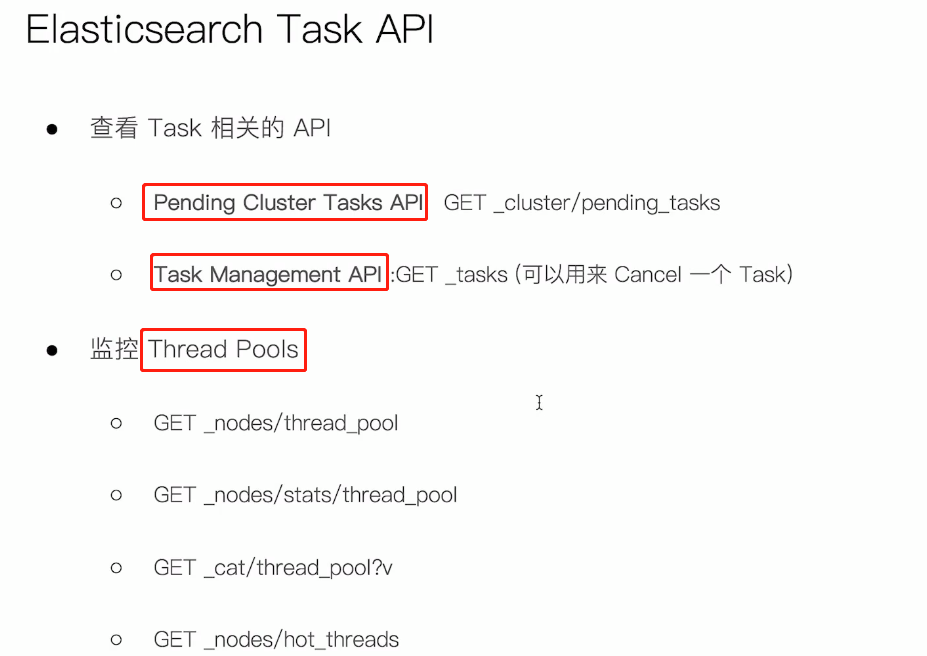 Elasticsearch Task API
查看 Task 相关的 API
Pending Cluster Tasks API GET _cluster/pending_tasks
Task Management API :GET _tasks (可以用来 Cancel 一个 Task)
监控 Thread Pools
GET _nodes/thread_pool
GET _nodes/stats/thread_pool
GET _cat/thread_pool?v
GET _nodes/hot_threads